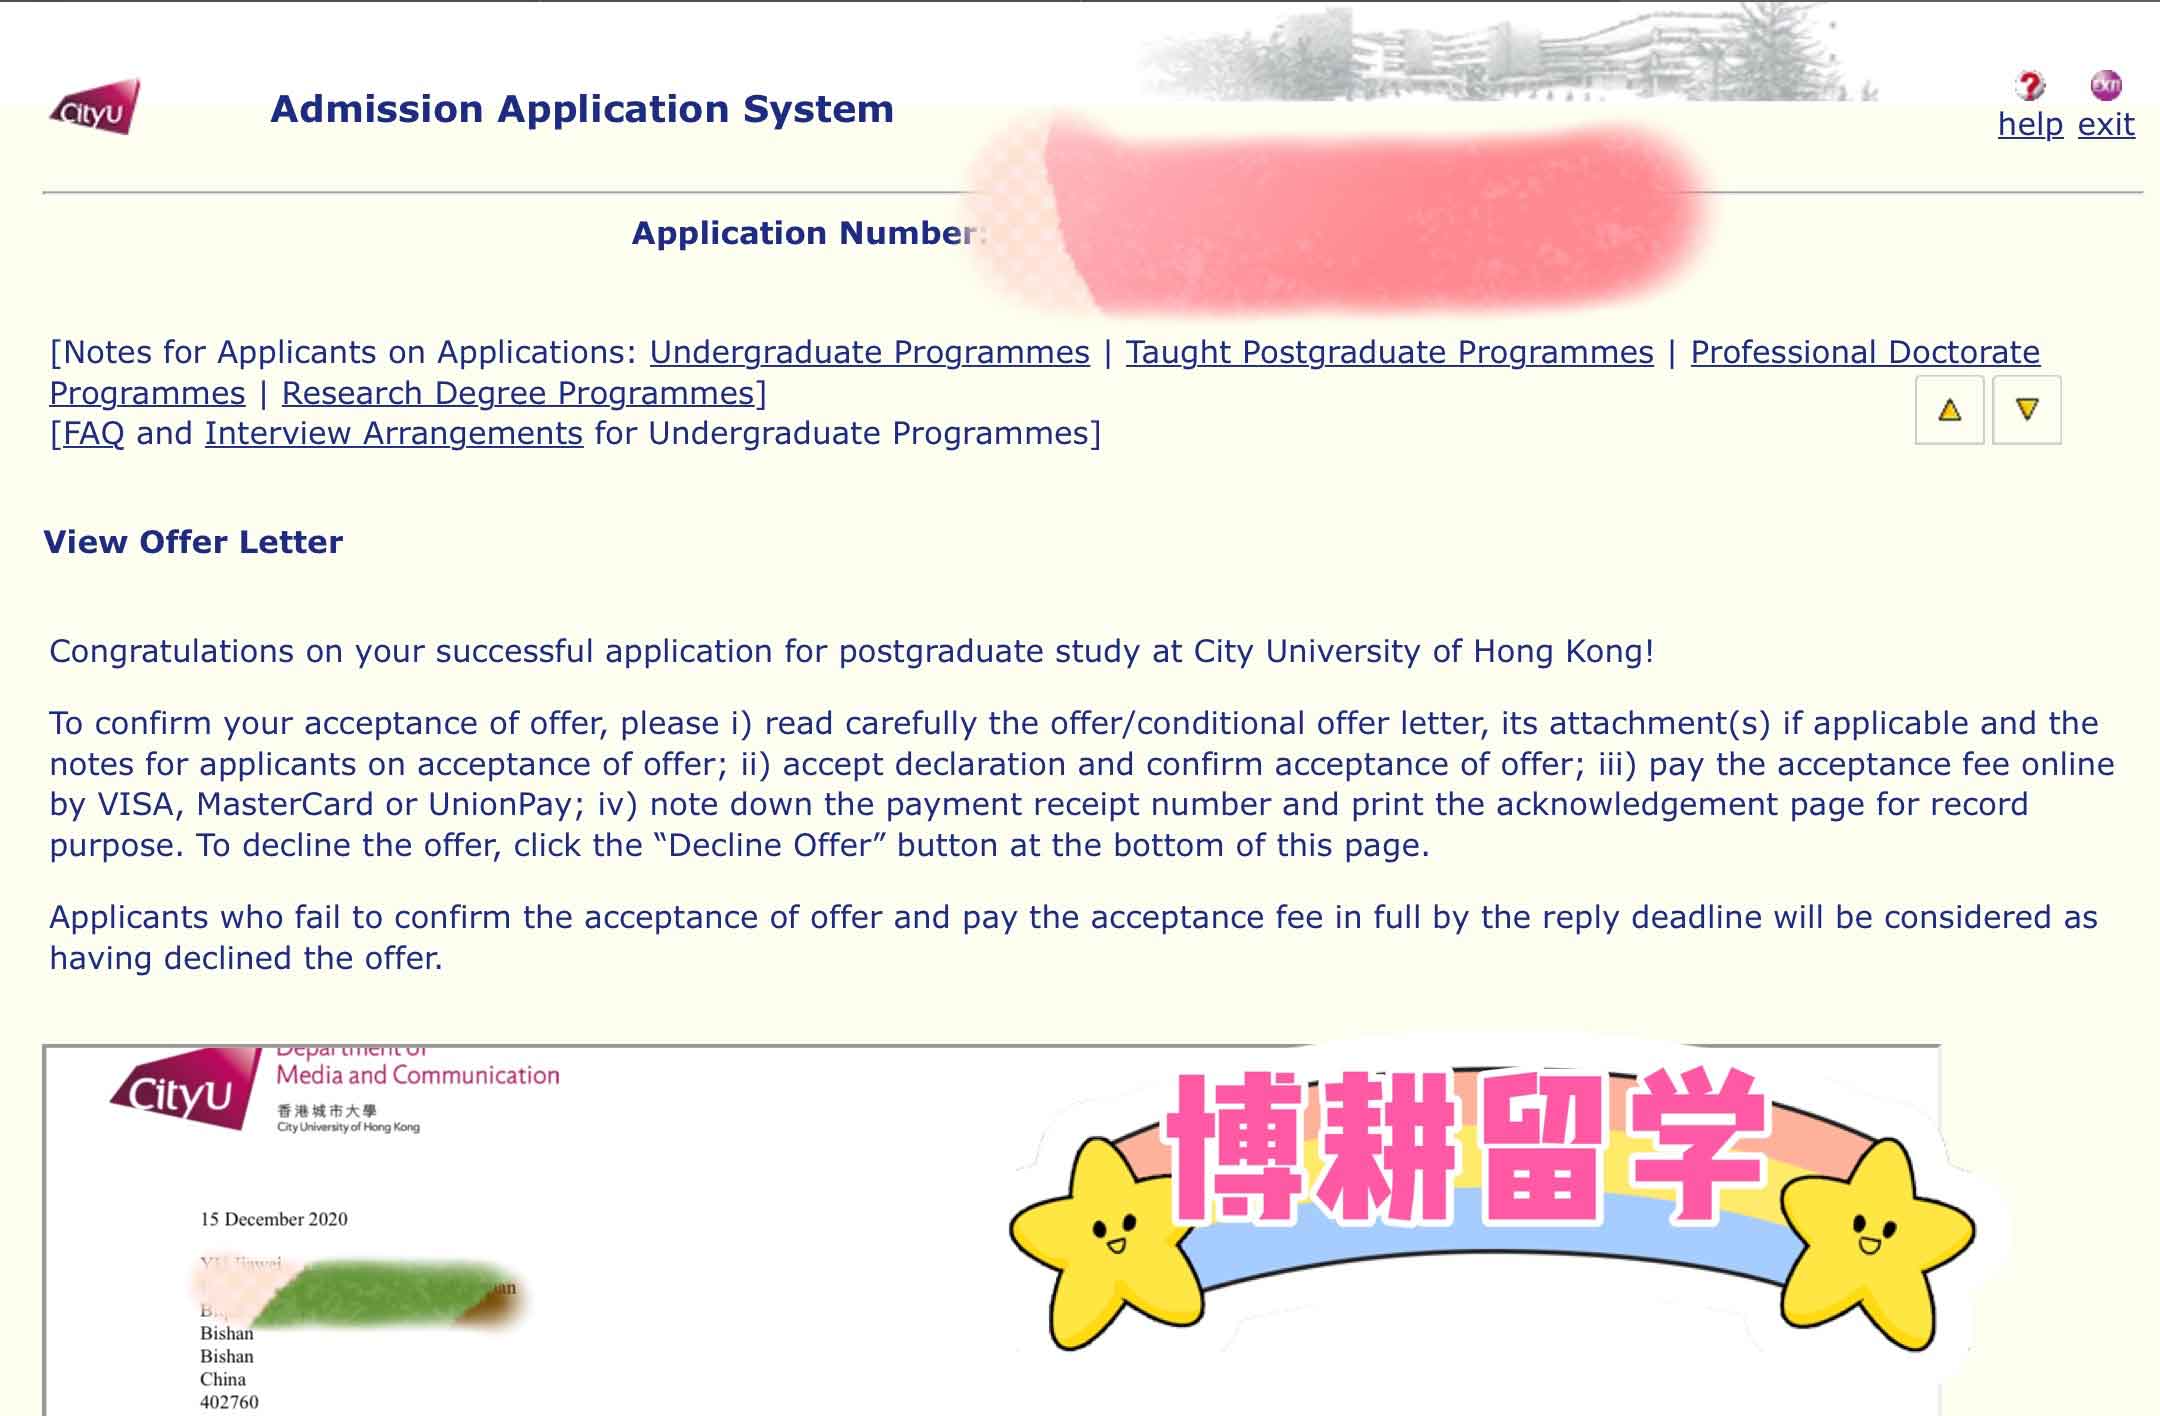 CityU
Admission Application System
EXIT
help exit
Application Number:
[Notes for Applicants on Applications: Undergraduate Programmes | Taught Postgraduate Programmes | Professional Doctorate
Programmes | Research Degree Programmes]
[FAQ and Interview Arrangements for Undergraduate Programmes]
View Offer Letter
Congratulations on your successful application for postgraduate study at City University of Hong Kong!
To confirm your acceptance of offer, please i) read carefully the offer/conditional offer letter, its attachment(s) if applicable and the
notes for applicants on acceptance of offer; ii) accept declaration and confirm acceptance of offer; iii) pay the acceptance fee online
by VISA, MasterCard or UnionPay; iv) note down the payment receipt number and print the acknowledgement page for record
purpose. To decline the offer, click the “Decline Offer” button at the bottom of this page.
Applicants who fail to confirm the acceptance of offer and pay the acceptance fee in full by the reply deadline will be considered as
having declined the offer.
Department of
CityU
Media and Communication
香港城市大學
City University of Hong Kong
博耕留学
15 December 2020
Bishan
Bishan
China
402760